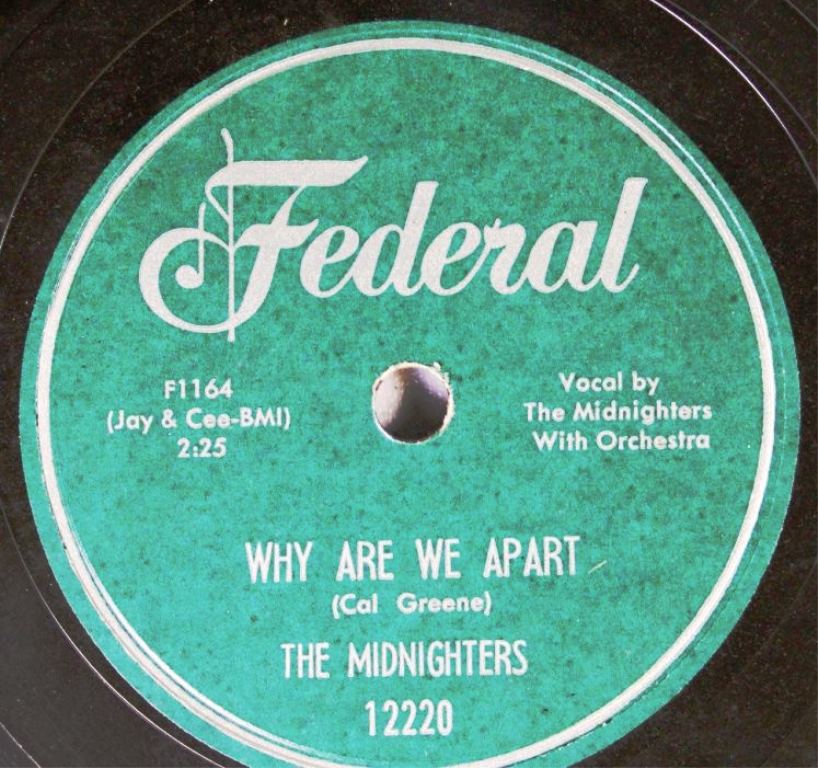 Federal
F1164
(Jay & Cee-BMI)
2:25
Vocal by
The Midnighters
With Orchestra
WHY ARE WE APART
(Cal Greene)
THE MIDNIGHTERS
12220